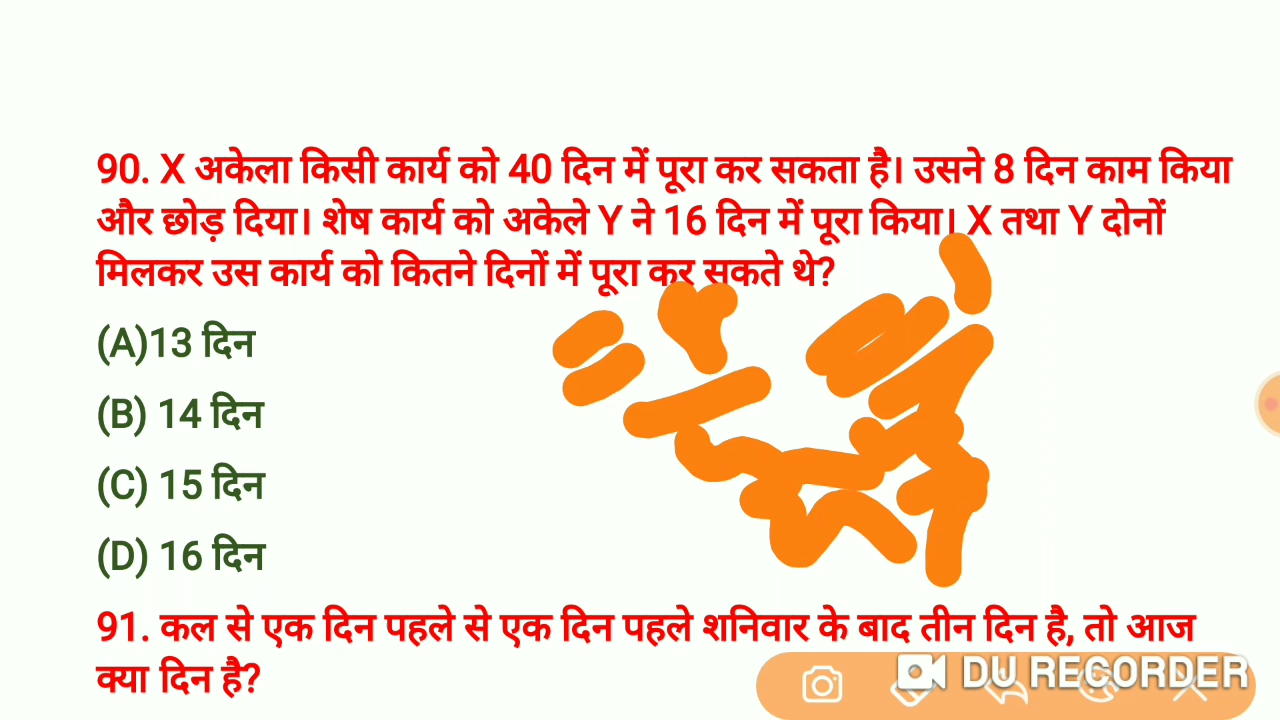 90. X अकेला किसी कार्य को 40 दिन में पूरा कर सकता है। उसने 8 दिन काम किया
और छोड़ दिया। शेष कार्य को अकेले Y ने 16 दिन में पूरा किया। X तथा Y दोनों
मिलकर उस कार्य को कितने दिनों में पूरा कर सकते थे?
(A)13 दिन
(B) 14 दिन
(C) 15 दिन
(D) 16 दिन
91. कल से एक दिन पहले से एक दिन पहले शनिवार के बाद तीन दिन है, तो आज
क्या दिन है?
DU RECORDER